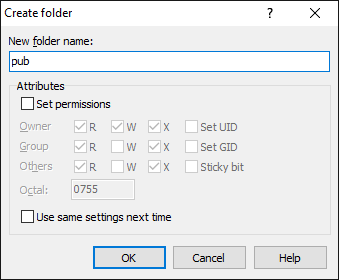 Create folder
New folder name:
pub
Attributes
Set permissions
Owner R W X Set UID
Group R W X Set GID
Others R W X Sticky bit
Octal: 0755
Use same settings next time
OK Cancel Help